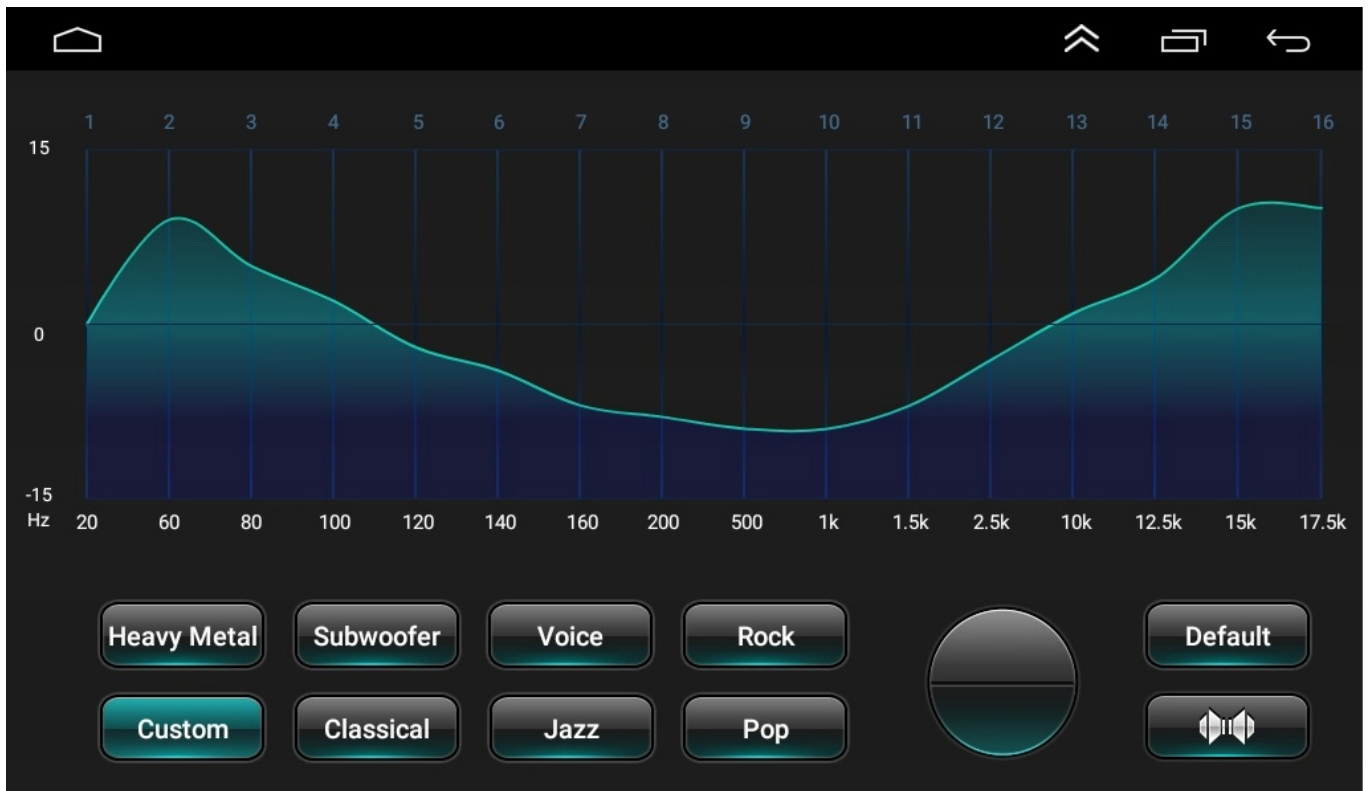 1 2 3 4 5 6 7 8 9 10 11 12 13 14 15 16
15
0
-15
Hz 20 60 80 100 120 140 160 200 500 1k 1.5k 2.5k 10k 12.5k 15k 17.5k
Heavy Metal Subwoofer Voice Rock Default
Custom Classical Jazz Pop